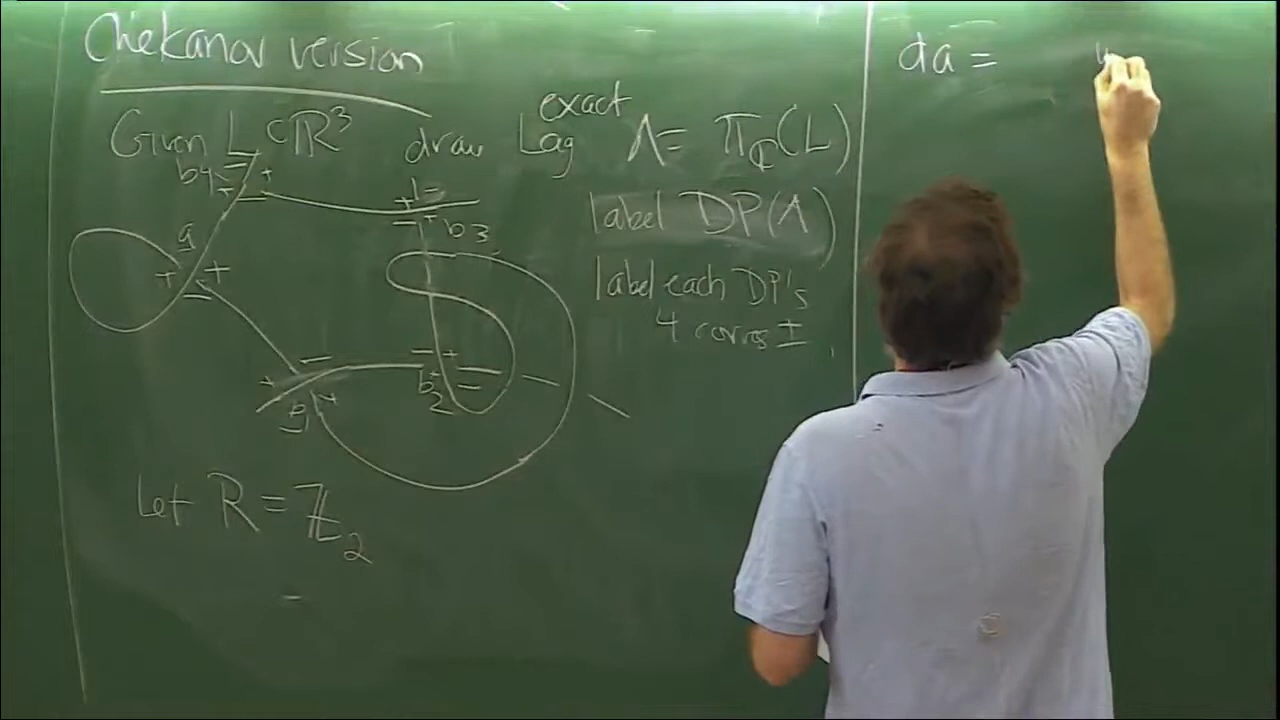 Chekanov version
Given L ⊂ ℝ³ draw exact Lag Λ = π_ℂ(L)
label DP(Λ)
label each DP's
4 corners ±
b4
b3
a
b2
b1
Let R = ℤ₂
da =